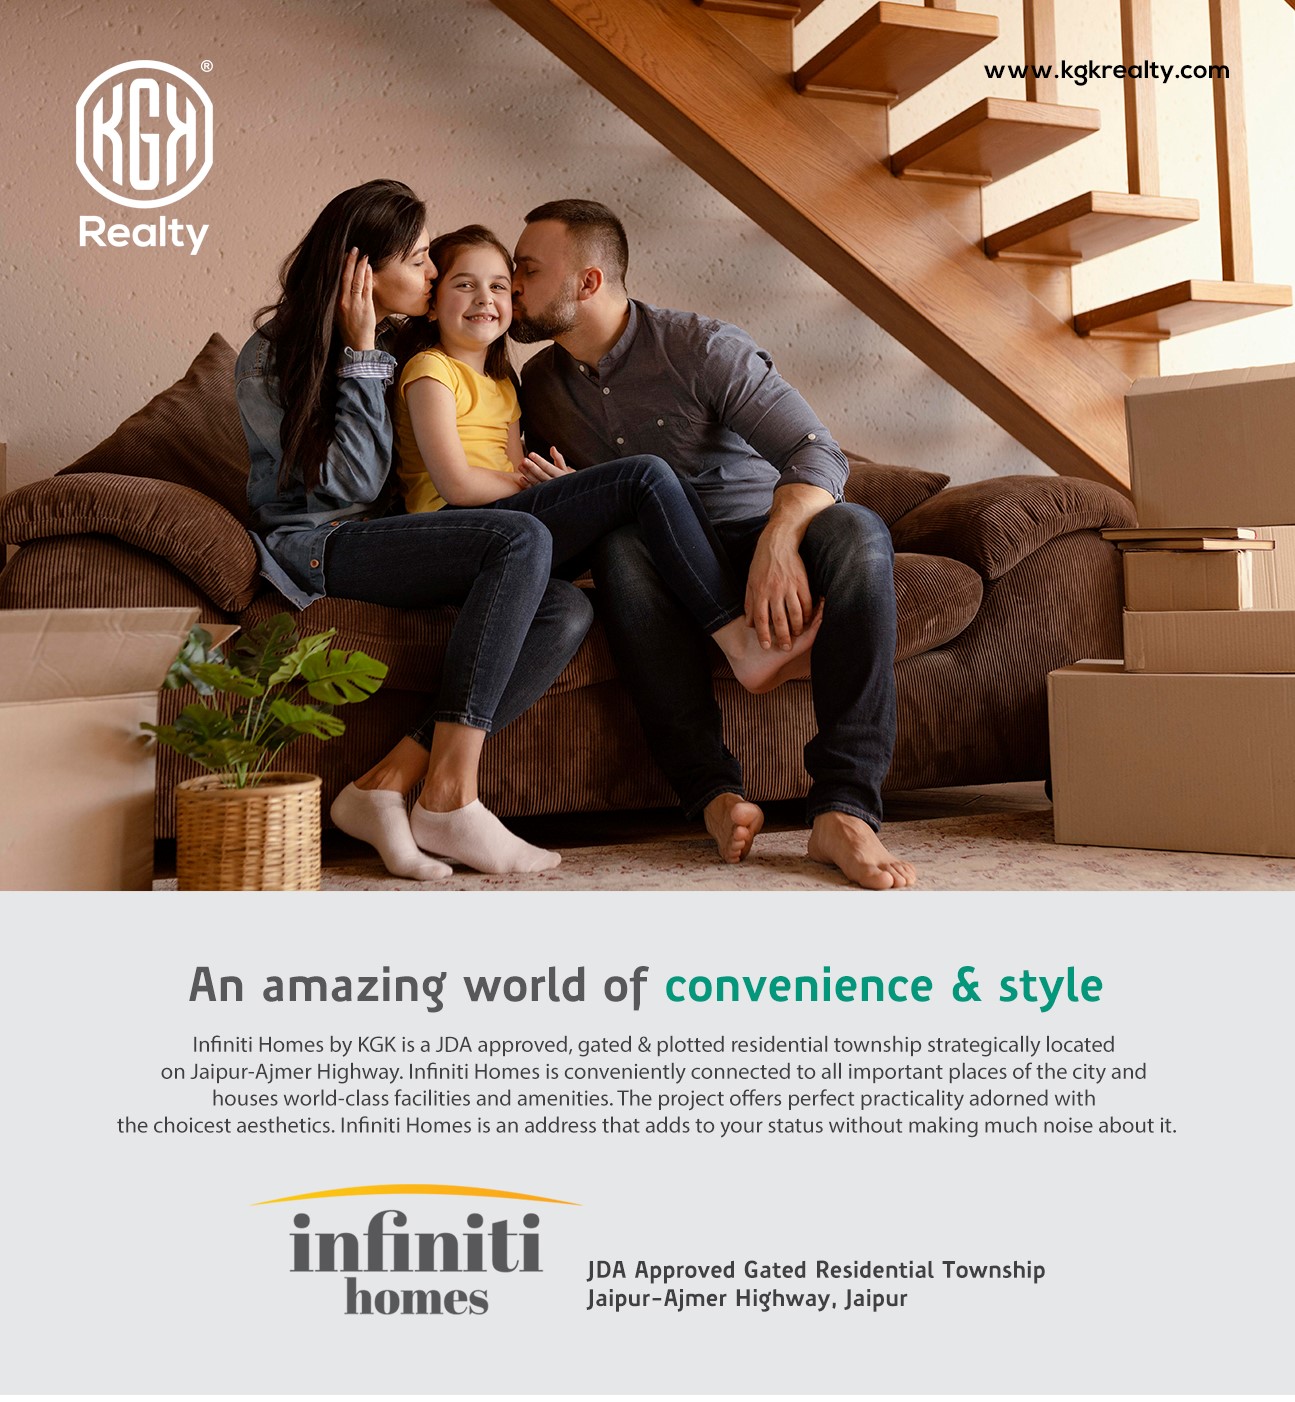 www.kgkrealty.com
KGK
®
Realty
An amazing world of convenience & style
Infiniti Homes by KGK is a JDA approved, gated & plotted residential township strategically located
on Jaipur-Ajmer Highway. Infiniti Homes is conveniently connected to all important places of the city and
houses world-class facilities and amenities. The project offers perfect practicality adorned with
the choicest aesthetics. Infiniti Homes is an address that adds to your status without making much noise about it.
infiniti
homes
JDA Approved Gated Residential Township
Jaipur-Ajmer Highway, Jaipur